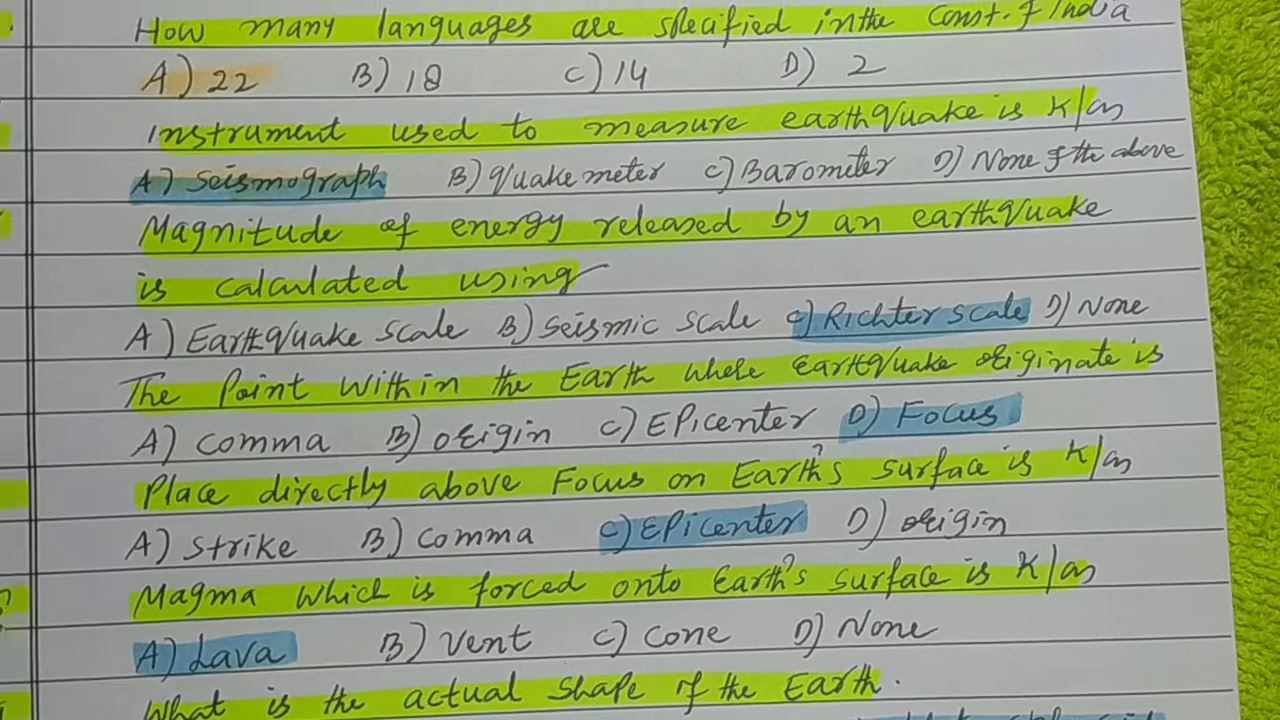 How many languages are specified in the Const. of India
A) 22 B) 18 C) 14 D) 2
Instrument used to measure earthquake is K/as
A) Seismograph B) Quake meter C) Barometer D) None of the above
Magnitude of energy released by an earthquake
is calculated using
A) Earthquake scale B) Seismic scale C) Richter scale D) None
The Point within the Earth where earthquake originate is
A) comma B) origin C) Epicenter D) Focus
Place directly above Focus on Earth's surface is K/as
A) Strike B) Comma C) Epicenter D) origin
Magma which is forced onto Earth's surface is K/as
A) Lava B) Vent C) Cone D) None
What is the actual shape of the Earth.